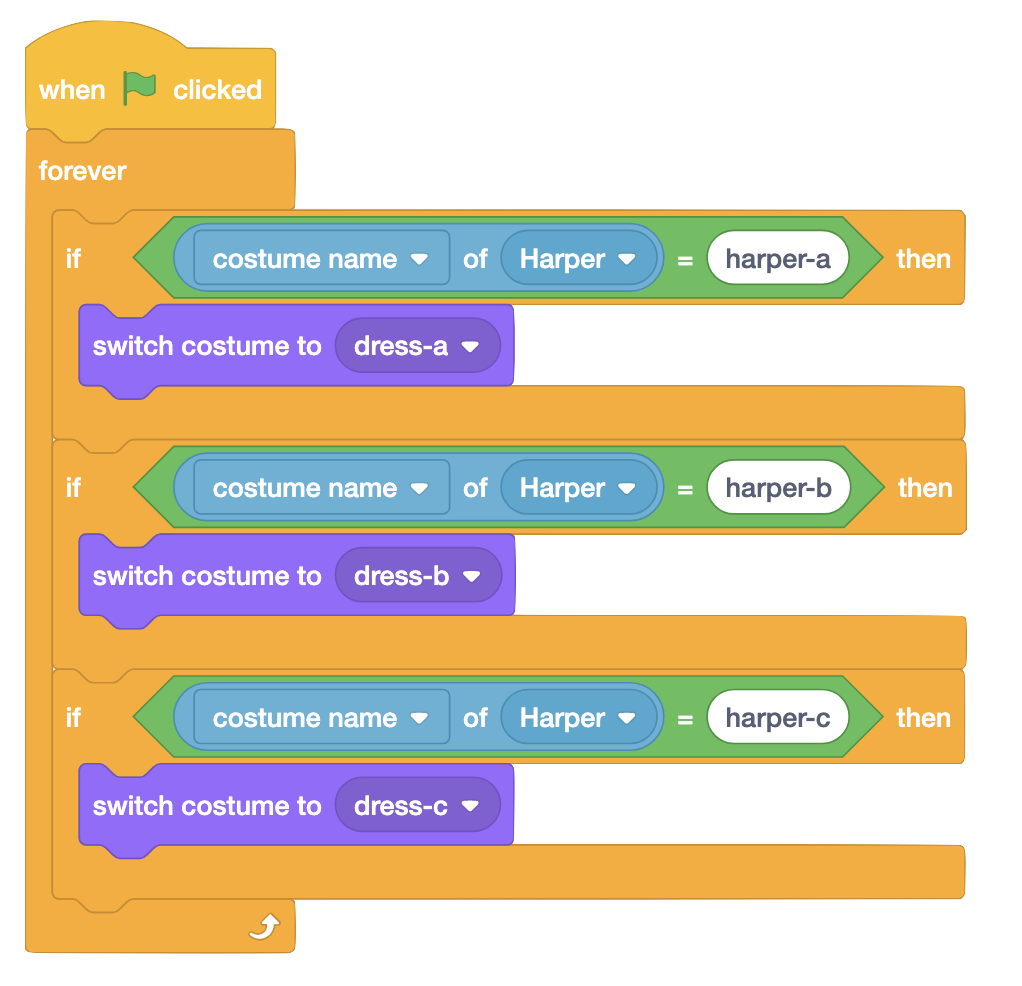 when clicked
forever
if costume name of Harper = harper-a then
switch costume to dress-a
if costume name of Harper = harper-b then
switch costume to dress-b
if costume name of Harper = harper-c then
switch costume to dress-c